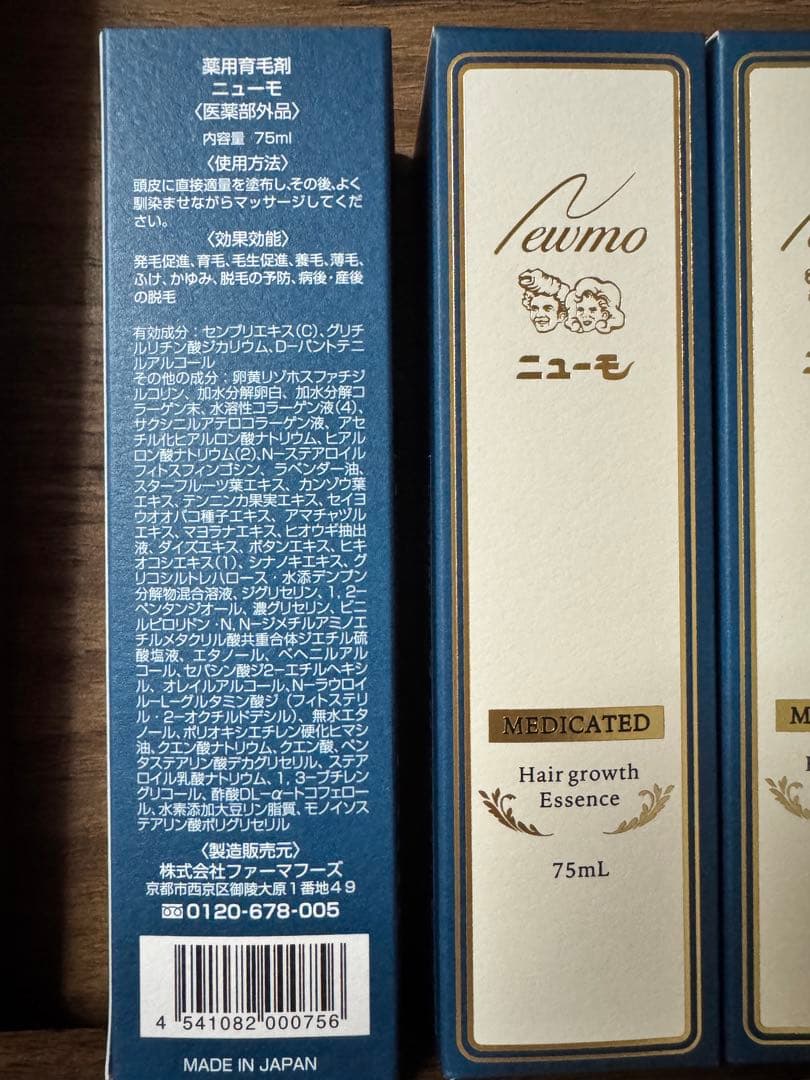 薬用育毛剤
ニューモ
〈医薬部外品〉
内容量 75ml
〈使用方法〉
頭皮に直接適量を塗布し、その後、よく
馴染ませながらマッサージしてくだ
さい。
〈効果効能〉
発毛促進、育毛、毛生促進、養毛、薄毛、
ふけ、かゆみ、脱毛の予防、病後・産後
の脱毛
有効成分：センブリエキス(C)、グリチ
ルリチン酸ジカリウム、D-パントテニ
ルアルコール
その他の成分：卵黄リゾホスファチジ
ルコリン、加水分解卵白、加水分解コ
ラーゲン末、水溶性コラーゲン液(4)、
サクシニルアテロコラーゲン液、アセ
チル化ヒアルロン酸ナトリウム、ヒアル
ロン酸ナトリウム(2)、N-ステアロイル
フィトスフィンゴシン、ラベンダー油、
スターフルーツ葉エキス、カンゾウ葉
エキス、テンニンカ果実エキス、セイヨ
ウオオバコ種子エキス、アマチャヅル
エキス、マヨラナエキス、ヒオウギ抽出
液、ダイズエキス、ボタンエキス、ヒキ
オコシエキス(1)、シナノキエキス、グ
リコシルトレハロース・水添デンプン
分解物混合溶液、ジグリセリン、1,2-
ペンタンジオール、濃グリセリン、ビニ
ルピロリドン・N,N-ジメチルアミノエ
チルメタクリル酸共重合体ジエチル硫
酸塩液、エタノール、ベヘニルアル
コール、セバシン酸ジ2-エチルヘキシ
ル、オレイルアルコール、N-ラウロイ
ル-L-グルタミン酸ジ(フィトステリ
ル・2-オクチルドデシル)、無水エタ
ノール、ポリオキシエチレン硬化ヒマシ
油、クエン酸ナトリウム、クエン酸、ペン
タステアリン酸デカグリセリル、ステア
ロイル乳酸ナトリウム、1,3-ブチレン
グリコール、酢酸DL-α-トコフェロー
ル、水素添加大豆リン脂質、モノイソス
テアリン酸ポリグリセリル
〈製造販売元〉
株式会社ファーマフーズ
京都市西京区御陵大原1番地49
0120-678-005
4 541082 000756
MADE IN JAPAN
Newmo
ニューモ
MEDICATED
Hair growth
Essence
75mL